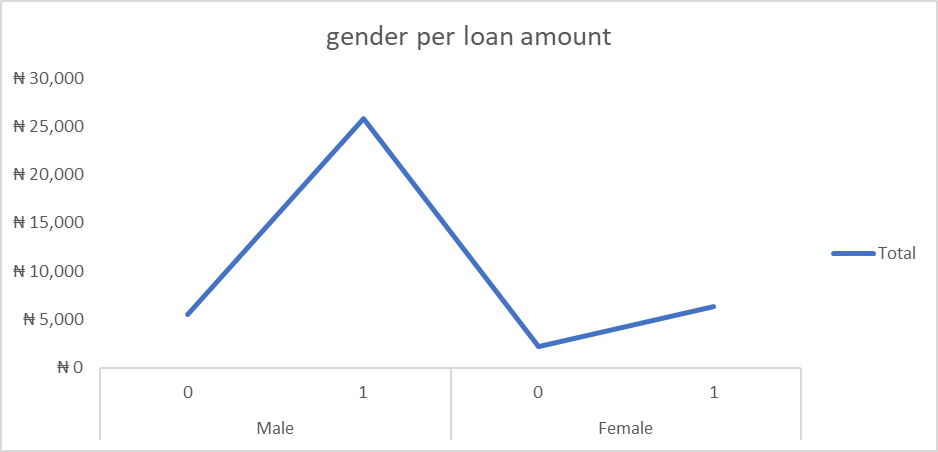 gender per loan amount
₦ 30,000
₦ 25,000
₦ 20,000
₦ 15,000
₦ 10,000
₦ 5,000
₦ 0
Total
0 1 0 1
Male Female